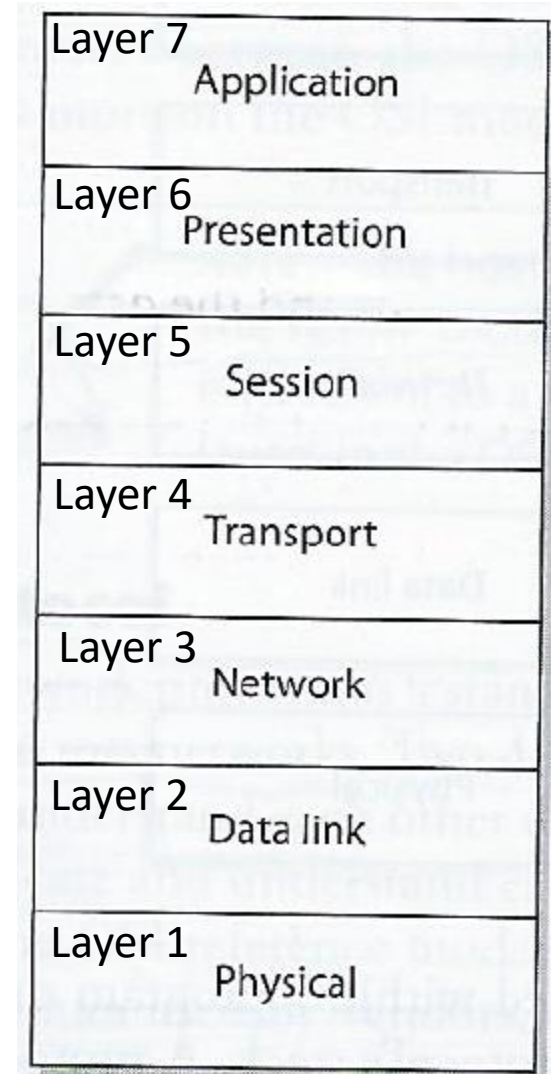 Layer 7
Application
Layer 6
Presentation
Layer 5
Session
Layer 4
Transport
Layer 3
Network
Layer 2
Data link
Layer 1
Physical